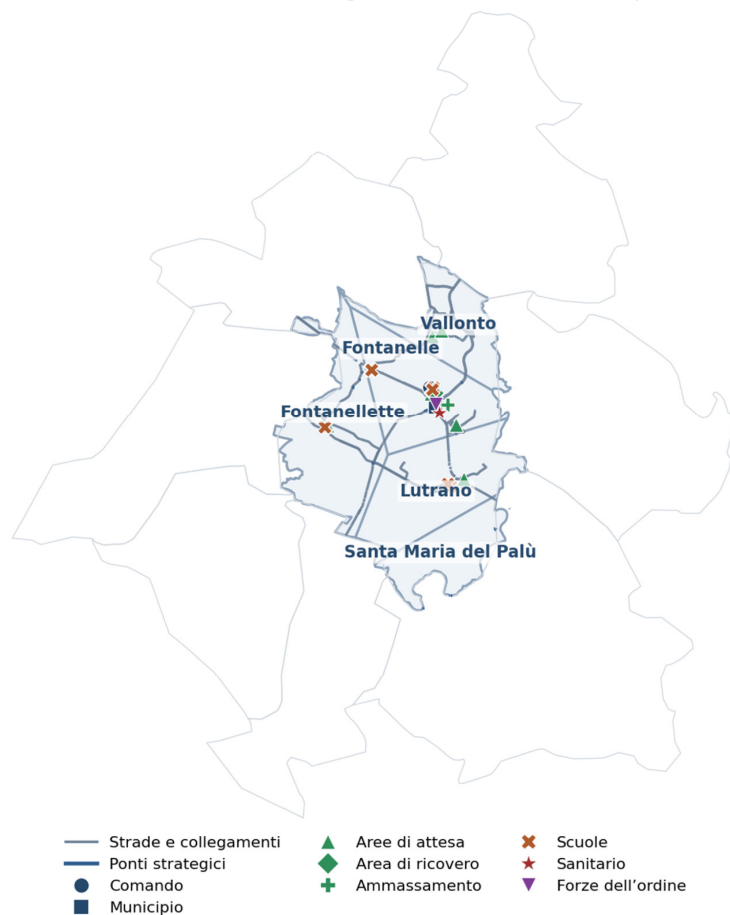 Vallonto
Fontanelle
Fontanellette
Lutrano
Santa Maria del Palù
Strade e collegamenti
Ponti strategici
Comando
Municipio
Aree di attesa
Area di ricovero
Ammassamento
Scuole
Sanitario
Forze dell’ordine